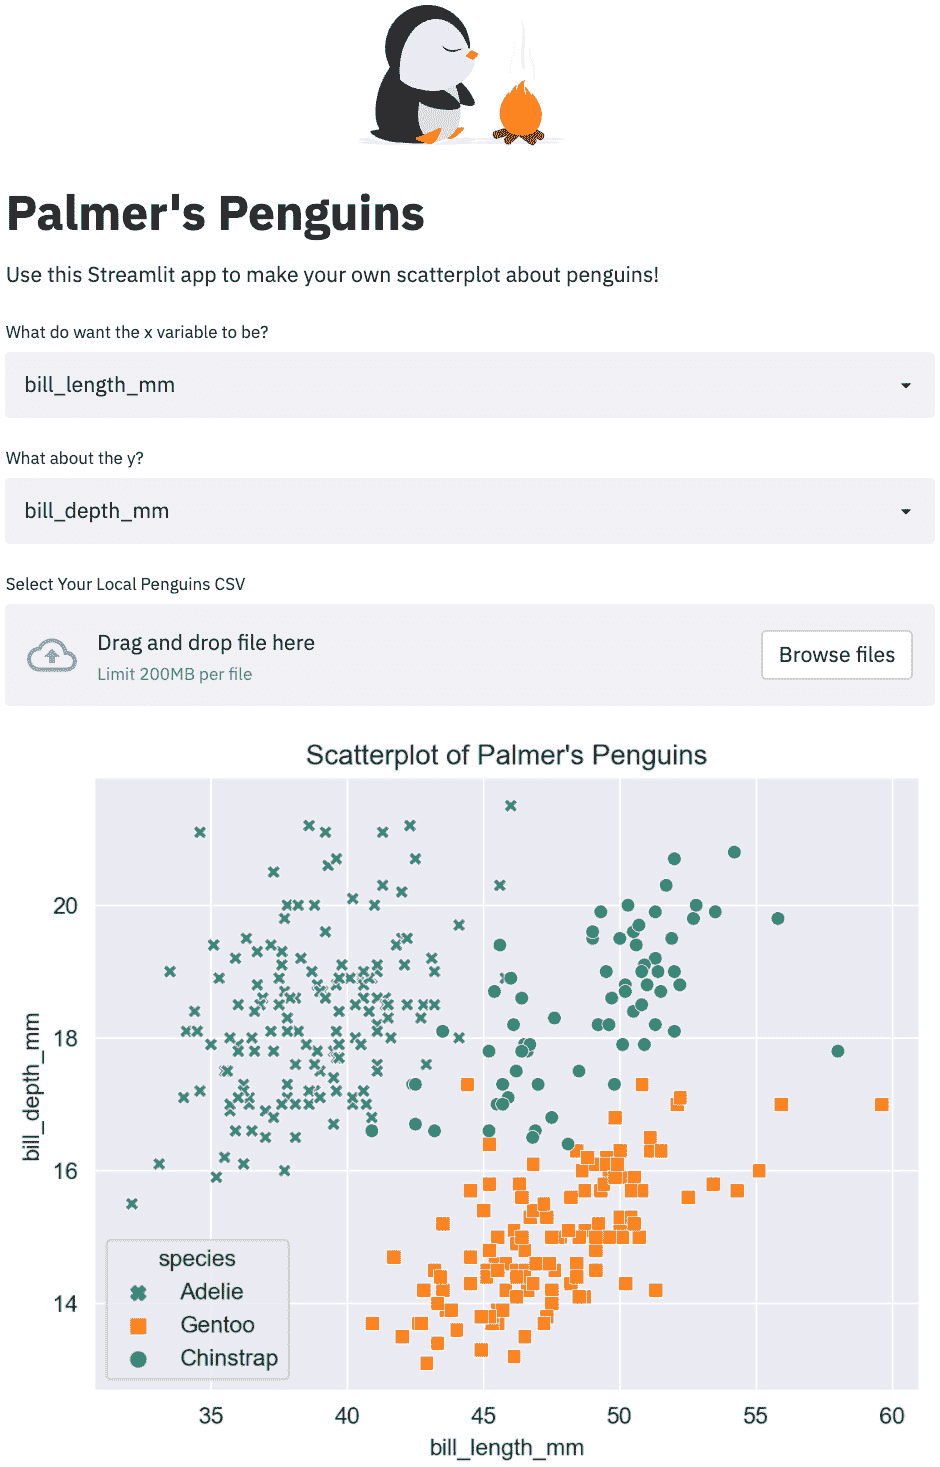 Palmer's Penguins
Use this Streamlit app to make your own scatterplot about penguins!
What do want the x variable to be?
bill_length_mm
What about the y?
bill_depth_mm
Select Your Local Penguins CSV
Drag and drop file here
Limit 200MB per file
Browse files
Scatterplot of Palmer's Penguins
20
18
16
14
bill_depth_mm
species
Adelie
Gentoo
Chinstrap
35 40 45 50 55 60
bill_length_mm